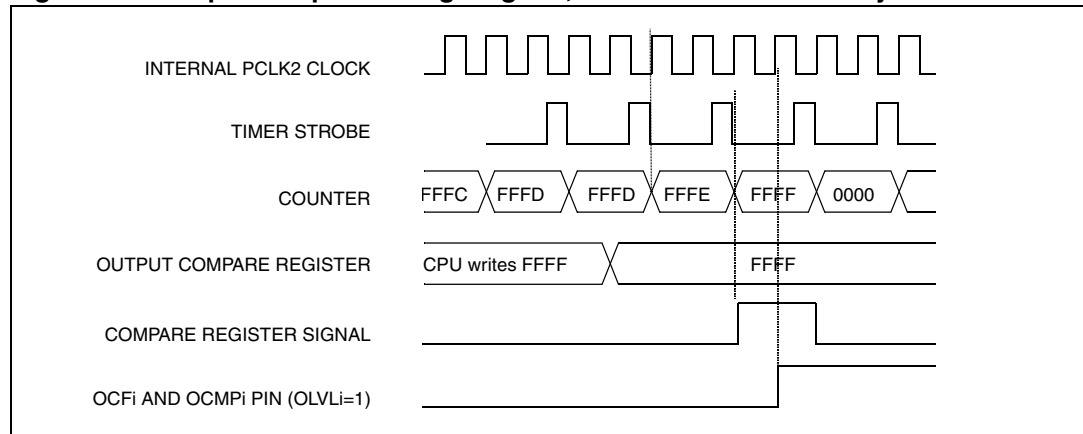 INTERNAL PCLK2 CLOCK
TIMER STROBE
COUNTER FFFC FFFD FFFD FFFE FFFF 0000
OUTPUT COMPARE REGISTER CPU writes FFFF FFFF
COMPARE REGISTER SIGNAL
OCFi AND OCMPi PIN (OLVLi=1)